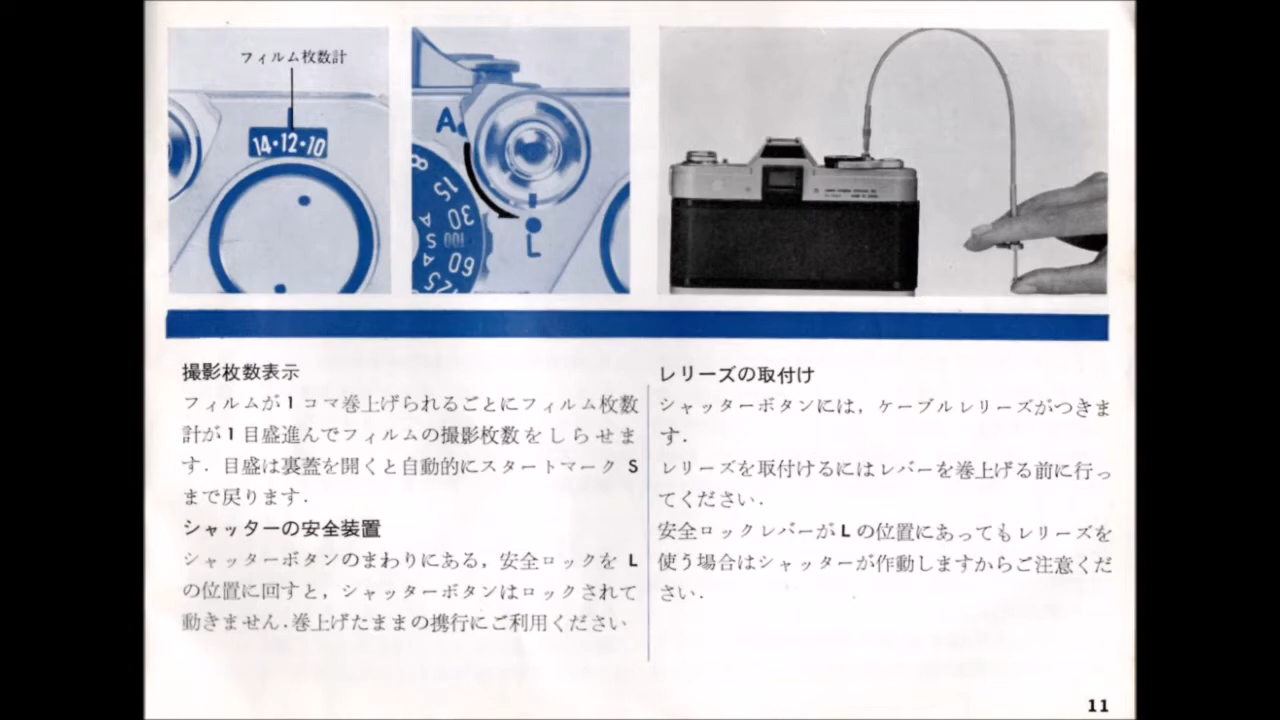 フィルム枚数計
14・12・10
A
L
8
15
30
60
125
A
S
A
100
撮影枚数表示
フィルムが1コマ巻上げられるごとにフィルム枚数
計が1目盛進んでフィルムの撮影枚数をしらせま
す．目盛は裏蓋を開くと自動的にスタートマーク S
まで戻ります．
シャッターの安全装置
シャッターボタンのまわりにある，安全ロックを L
の位置に回すと，シャッターボタンはロックされて
動きません．巻上げたままの携行にご利用ください
レリーズの取付け
シャッターボタンには，ケーブルレリーズがつきま
す．
レリーズを取付けるにはレバーを巻上げる前に行っ
てください．
安全ロックレバーが L の位置にあってもレリーズを
使う場合はシャッターが作動しますからご注意くだ
さい．
11